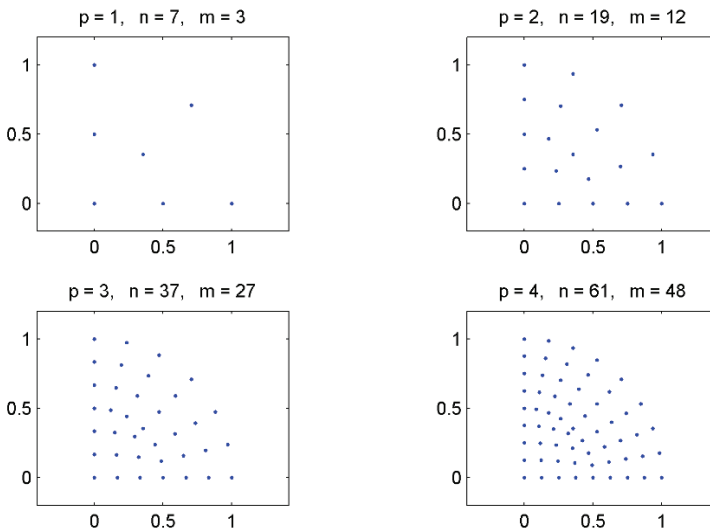 p = 1, n = 7, m = 3
1
0.5
0
0 0.5 1
p = 2, n = 19, m = 12
1
0.5
0
0 0.5 1
p = 3, n = 37, m = 27
1
0.5
0
0 0.5 1
p = 4, n = 61, m = 48
1
0.5
0
0 0.5 1